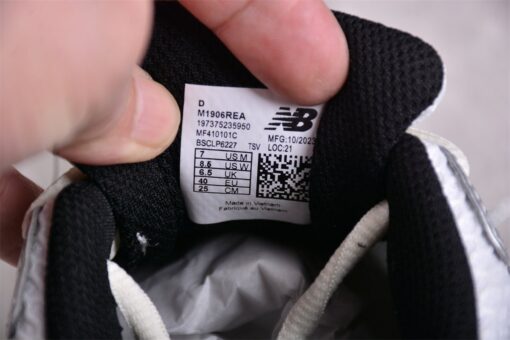 D
M1906REA
197375235950
MF410101C
MFG:10/2023
BSCLP6227 TSV LOC:21
7 US M
8.5 US W
6.5 UK
40 EU
25 CM
NB
Made in Vietnam
Fabriqué au Vietnam